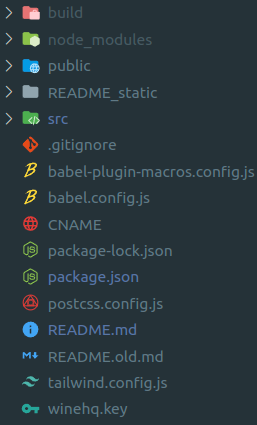 build
node_modules
public
README_static
src
.gitignore
babel-plugin-macros.config.js
babel.config.js
CNAME
package-lock.json
package.json
postcss.config.js
README.md
README.old.md
tailwind.config.js
winehq.key